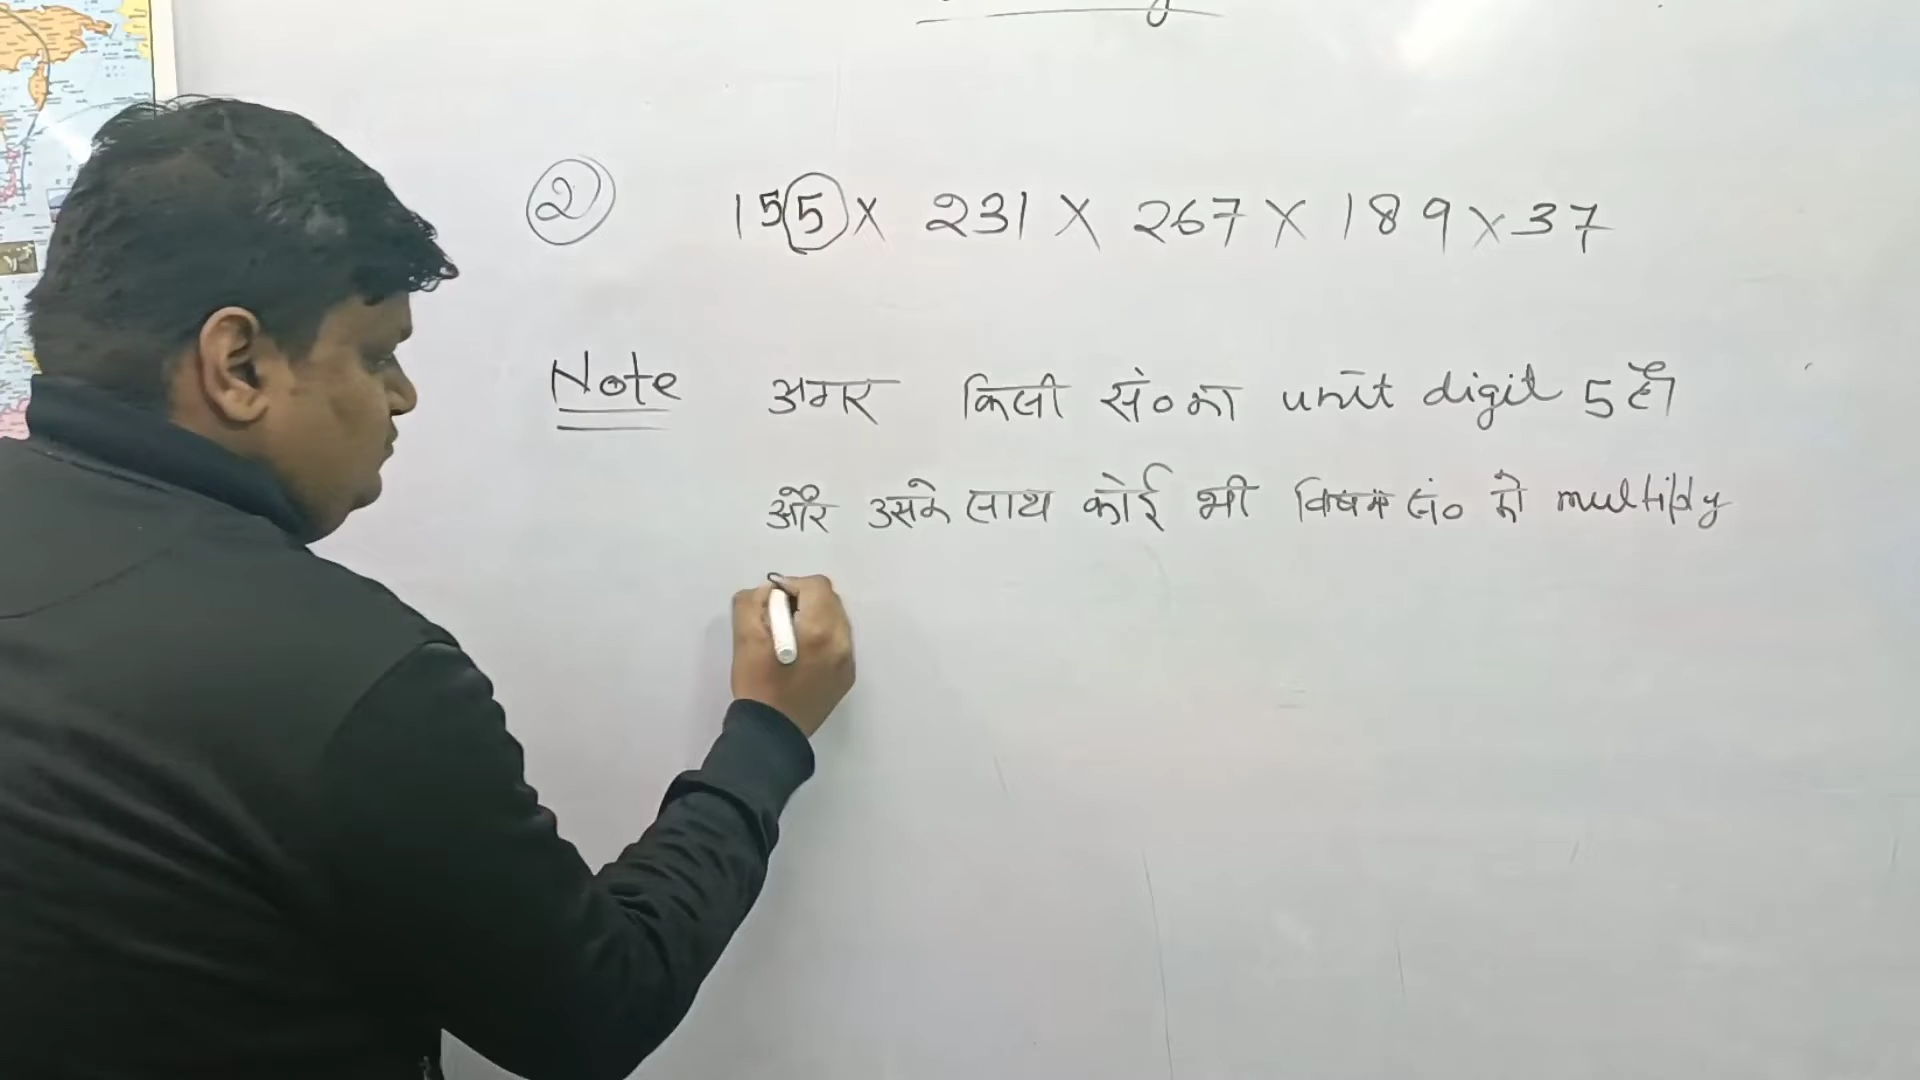 ② 155 × 231 × 267 × 189 × 37
Note अगर किसी सं० का unit digit 5 हो
और उसके साथ कोई भी विषम सं० को multiply